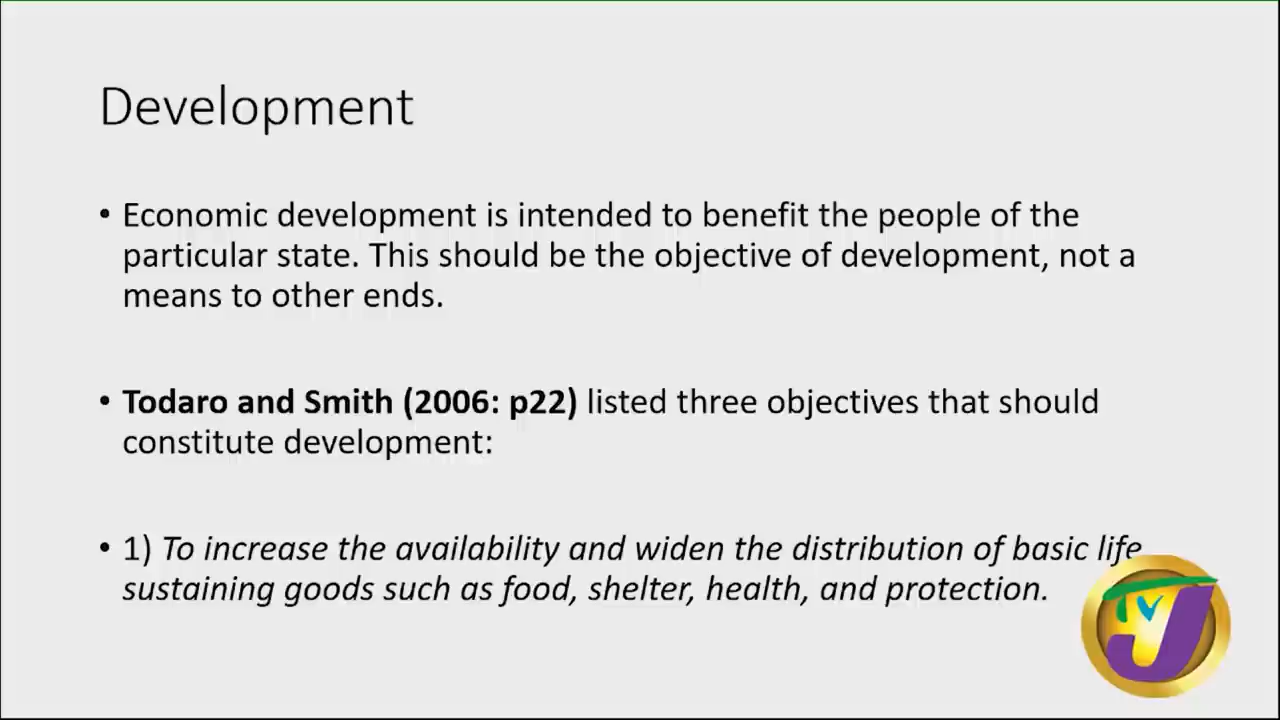 Development
• Economic development is intended to benefit the people of the
particular state. This should be the objective of development, not a
means to other ends.
• Todaro and Smith (2006: p22) listed three objectives that should
constitute development:
• 1) To increase the availability and widen the distribution of basic life
sustaining goods such as food, shelter, health, and protection.
TVJ